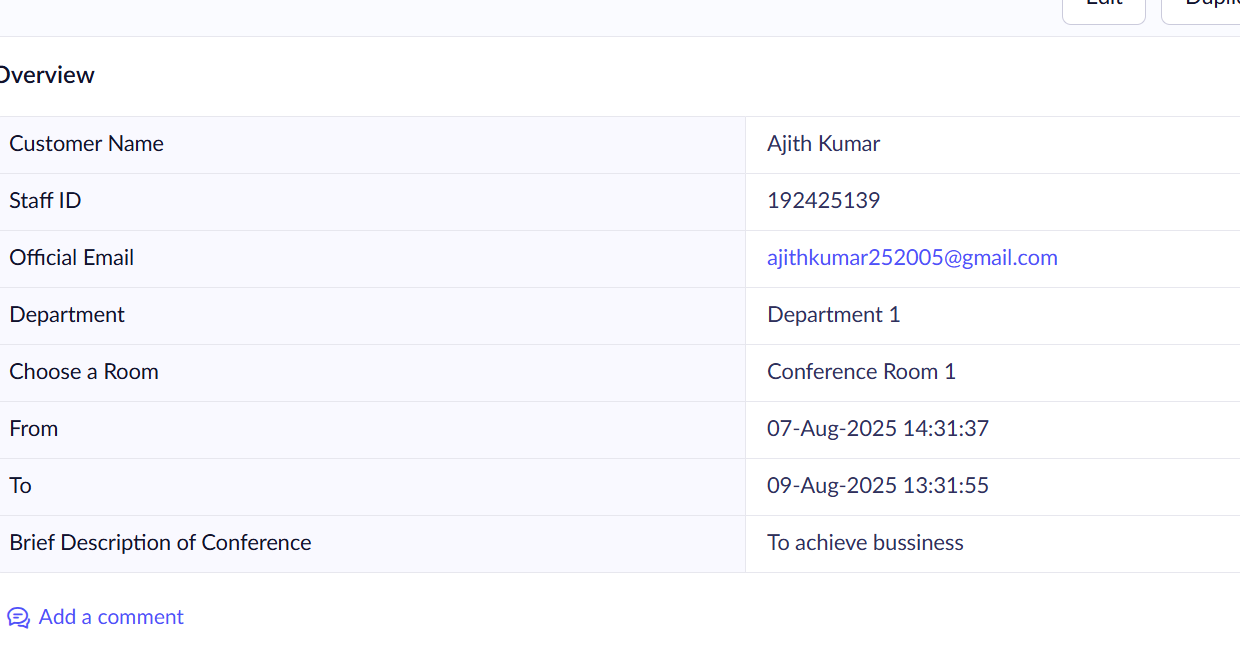 Edit
Overview
Customer Name Ajith Kumar
Staff ID 192425139
Official Email ajithkumar252005@gmail.com
Department Department 1
Choose a Room Conference Room 1
From 07-Aug-2025 14:31:37
To 09-Aug-2025 13:31:55
Brief Description of Conference To achieve bussiness
Add a comment